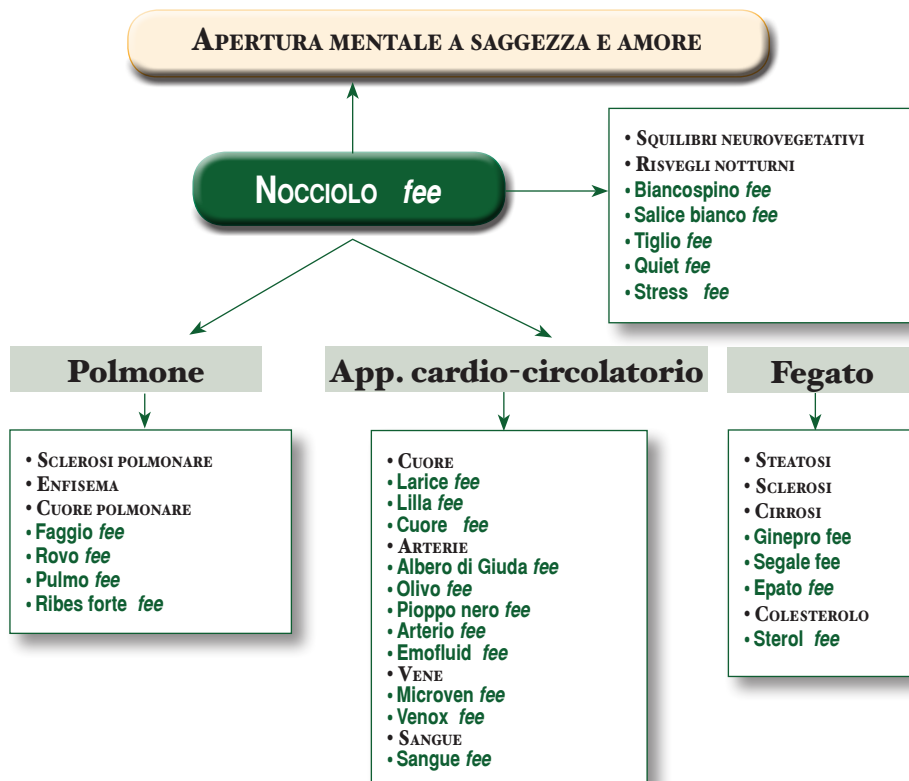 APERTURA MENTALE A SAGGEZZA E AMORE
NOCCIOLO fee
• SQUILIBRI NEUROVEGETATIVI
• RISVEGLI NOTTURNI
• Biancospino fee
• Salice bianco fee
• Tiglio fee
• Quiet fee
• Stress fee
Polmone
• SCLEROSI POLMONARE
• ENFISEMA
• CUORE POLMONARE
• Faggio fee
• Rovo fee
• Pulmo fee
• Ribes forte fee
App. cardio-circolatorio
• CUORE
• Larice fee
• Lilla fee
• Cuore fee
• ARTERIE
• Albero di Giuda fee
• Olivo fee
• Pioppo nero fee
• Arterio fee
• Emofluid fee
• VENE
• Microven fee
• Venox fee
• SANGUE
• Sangue fee
Fegato
• STEATOSI
• SCLEROSI
• CIRROSI
• Ginepro fee
• Segale fee
• Epato fee
• COLESTEROLO
• Sterol fee